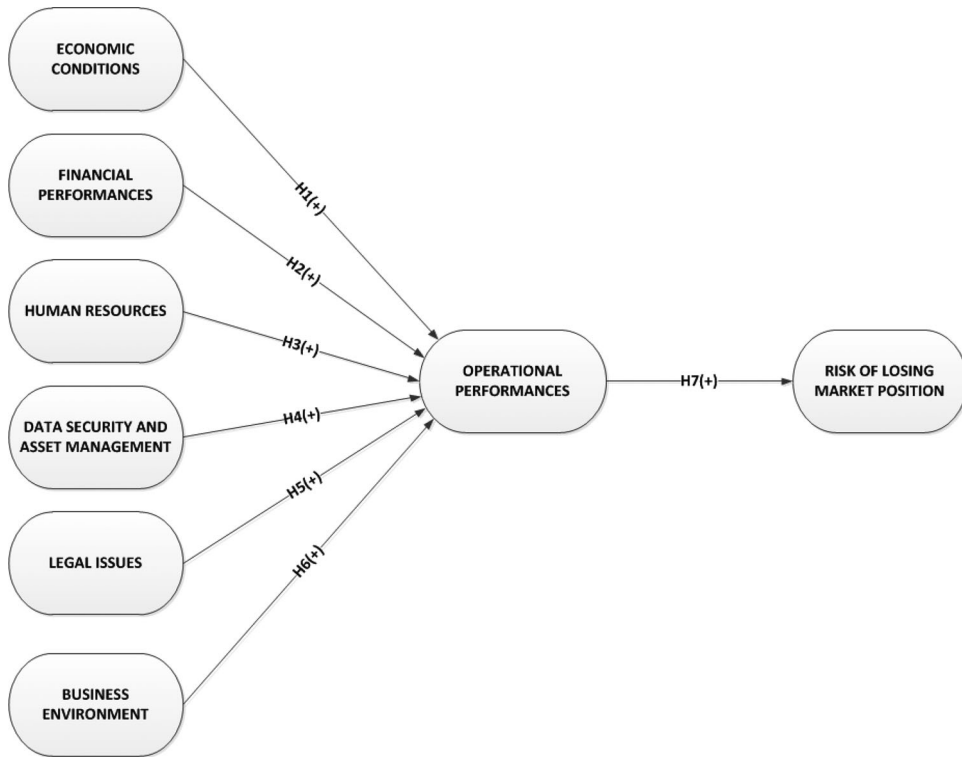 ECONOMIC
CONDITIONS
H1(+)
FINANCIAL
PERFORMANCES
H2(+)
HUMAN RESOURCES
H3(+)
DATA SECURITY AND
ASSET MANAGEMENT
H4(+)
LEGAL ISSUES
H5(+)
BUSINESS
ENVIRONMENT
H6(+)
OPERATIONAL
PERFORMANCES
H7(+)
RISK OF LOSING
MARKET POSITION